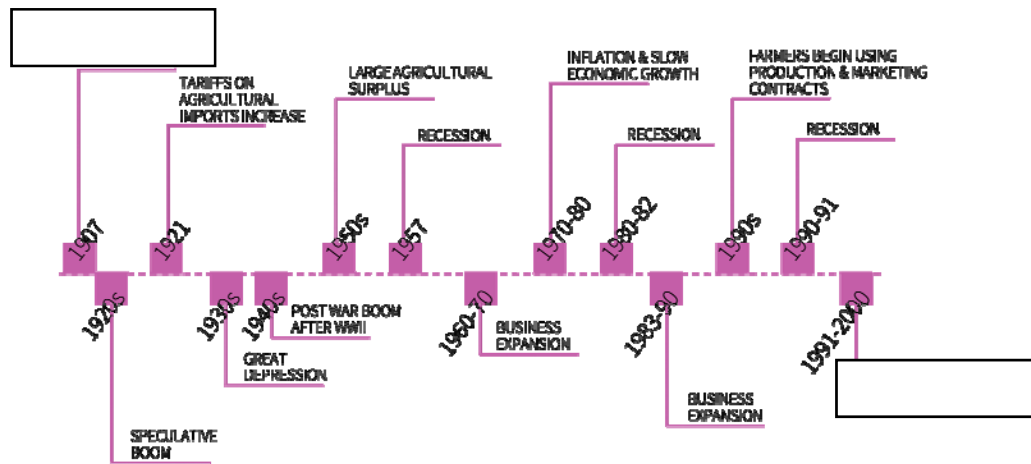 TARIFFS ON
AGRICULTURAL
IMPORTS INCREASE
LARGE AGRICULTURAL
SURPLUS
RECESSION
INFLATION & SLOW
ECONOMIC GROWTH
RECESSION
FARMERS BEGIN USING
PRODUCTION & MARKETING
CONTRACTS
RECESSION
1907
1921
1950s
1957
1970-80
1980-82
1990s
1990-91
1920s
1930s
1940s
1960-70
1983-90
1991-2000
POST WAR BOOM
AFTER WWII
BUSINESS
EXPANSION
GREAT
DEPRESSION
BUSINESS
EXPANSION
SPECULATIVE
BOOM